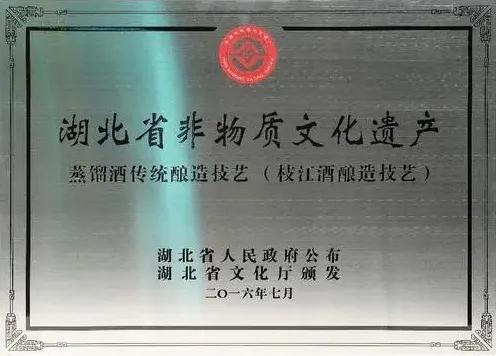 湖北省非物质文化遗产
蒸馏酒传统酿造技艺（枝江酒酿造技艺）
湖北省人民政府公布
湖北省文化厅颁发
二〇一六年七月